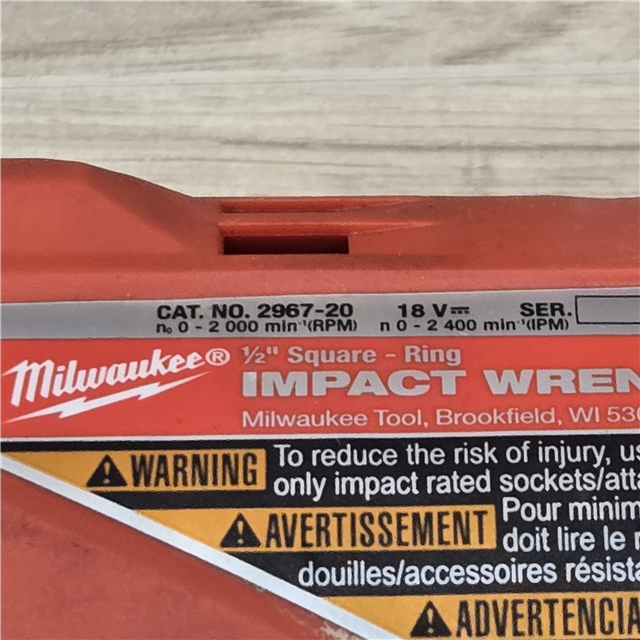 CAT. NO. 2967-20 18 V⎓ SER.
n₀ 0 - 2 000 min⁻¹(RPM) n 0 - 2 400 min⁻¹(IPM)
Milwaukee® ½" Square - Ring
IMPACT WREN
Milwaukee Tool, Brookfield, WI 530
⚠WARNING To reduce the risk of injury, us
only impact rated sockets/atta
⚠AVERTISSEMENT Pour minim
doit lire le
douilles/accessoires résista
⚠ADVERTENCIA